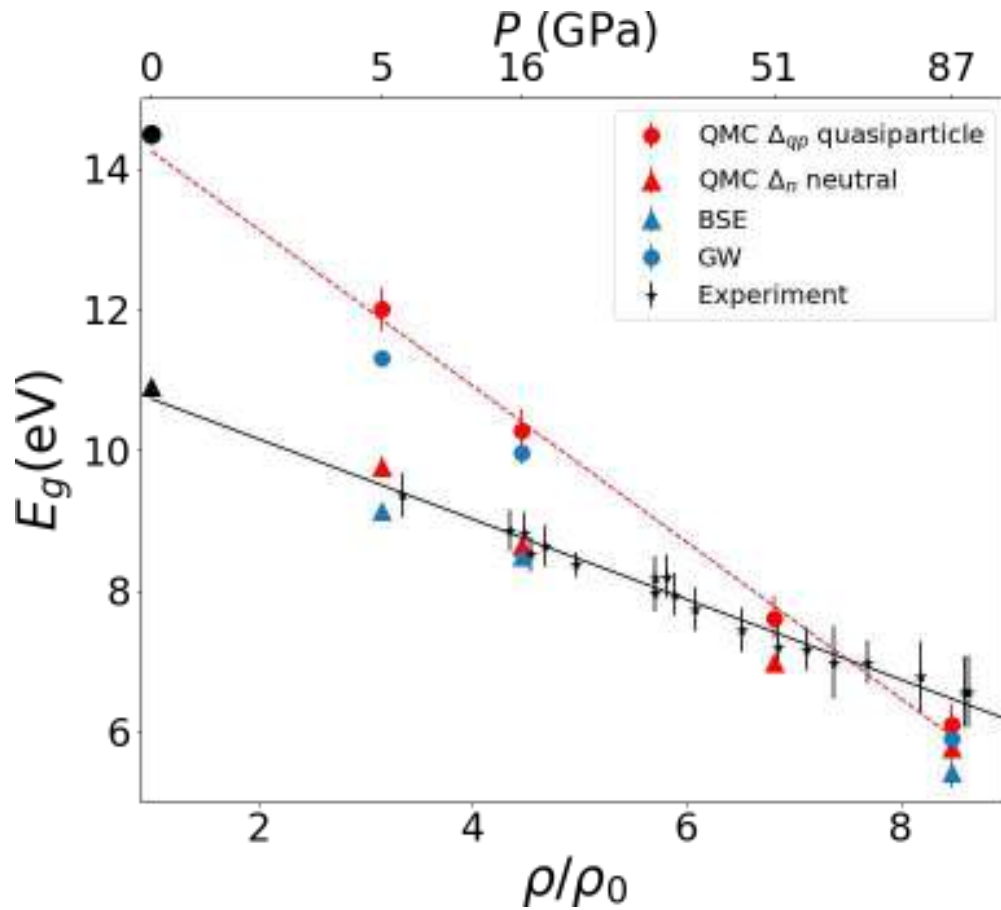 P (GPa)
0 5 16 51 87
QMC Δqp quasiparticle
QMC Δn neutral
BSE
GW
Experiment
14
12
10
8
6
Eg(eV)
2 4 6 8
ρ/ρ0